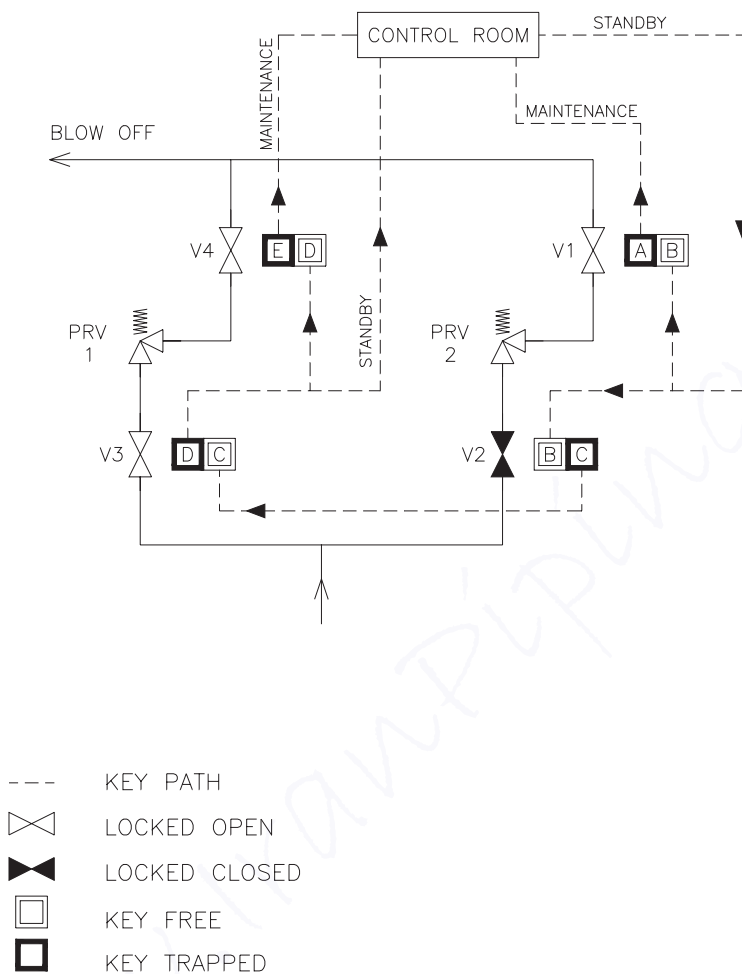 STANDBY
CONTROL ROOM
MAINTENANCE
MAINTENANCE
BLOW OFF
V4
E D
V1
A B
PRV
1
STANDBY
PRV
2
V3
D C
V2
B C
KEY PATH
LOCKED OPEN
LOCKED CLOSED
KEY FREE
KEY TRAPPED
IranPiping